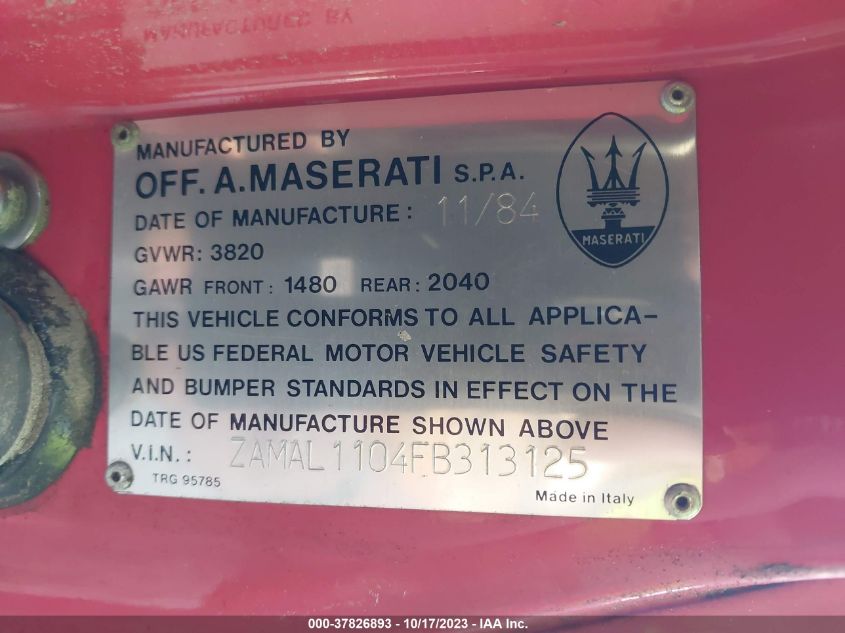 MANUFACTURED BY
MANUFACTURED BY
OFF. A.MASERATI S.P.A.
DATE OF MANUFACTURE: 11/84
GVWR: 3820
GAWR FRONT: 1480 REAR: 2040
THIS VEHICLE CONFORMS TO ALL APPLICA-
BLE US FEDERAL MOTOR VEHICLE SAFETY
AND BUMPER STANDARDS IN EFFECT ON THE
DATE OF MANUFACTURE SHOWN ABOVE
V.I.N.: ZAMAL1104FB313125
TRG 95785
Made in Italy
MASERATI
000-37826893 - 10/17/2023 - IAA Inc.